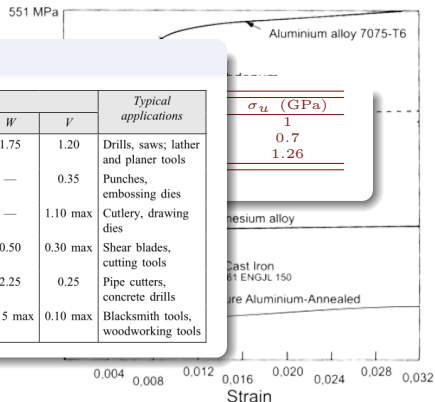 551 MPa
Aluminium alloy 7075-T6
Typical
applications
W V
1.75 1.20 Drills, saws; lather
and planer tools
— 0.35 Punches,
embossing dies
— 1.10 max Cutlery, drawing
dies
0.50 0.30 max Shear blades,
cutting tools
2.25 0.25 Pipe cutters,
concrete drills
5 max 0.10 max Blacksmith tools,
woodworking tools
σu (GPa)
1
0.7
1.26
nesium alloy
Cast Iron
61 ENGJL 150
ure Aluminium-Annealed
0,004 0,008 0,012 0,016 0,020 0,024 0,028 0,032
Strain